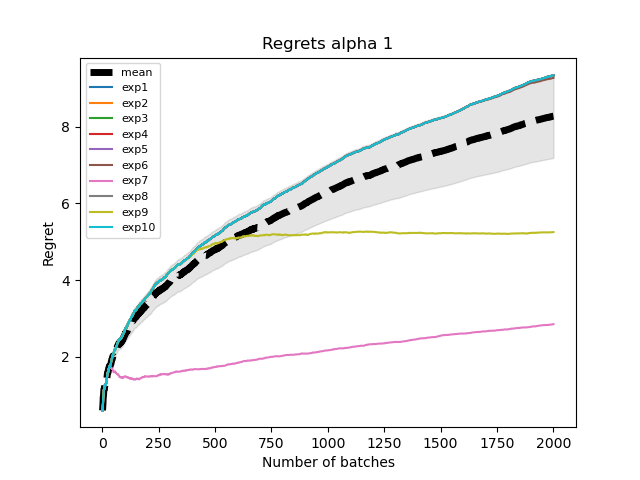 Regrets alpha 1
mean
exp1
exp2
exp3
exp4
exp5
exp6
exp7
exp8
exp9
exp10
Regret
8
6
4
2
0 250 500 750 1000 1250 1500 1750 2000
Number of batches